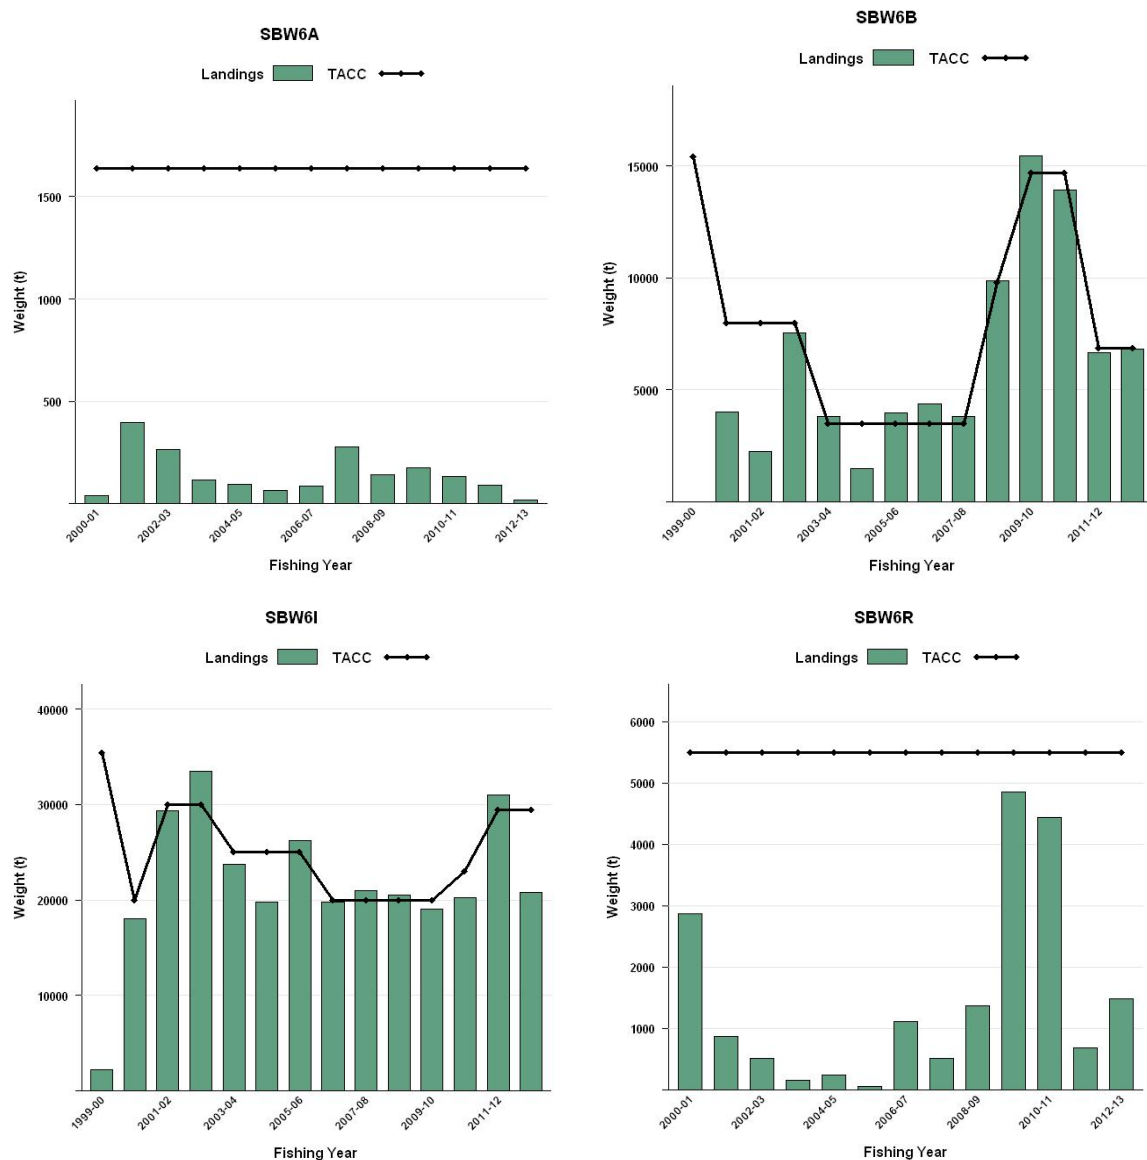 SBW6A
Landings TACC
Weight (t)
1500
1000
500
2000-01 2002-03 2004-05 2006-07 2008-09 2010-11 2012-13
Fishing Year
SBW6B
Landings TACC
Weight (t)
15000
10000
5000
1999-00 2001-02 2003-04 2005-06 2007-08 2009-10 2011-12
Fishing Year
SBW6I
Landings TACC
Weight (t)
40000
30000
20000
10000
1999-00 2001-02 2003-04 2005-06 2007-08 2009-10 2011-12
Fishing Year
SBW6R
Landings TACC
Weight (t)
6000
5000
4000
3000
2000
1000
2000-01 2002-03 2004-05 2006-07 2008-09 2010-11 2012-13
Fishing Year